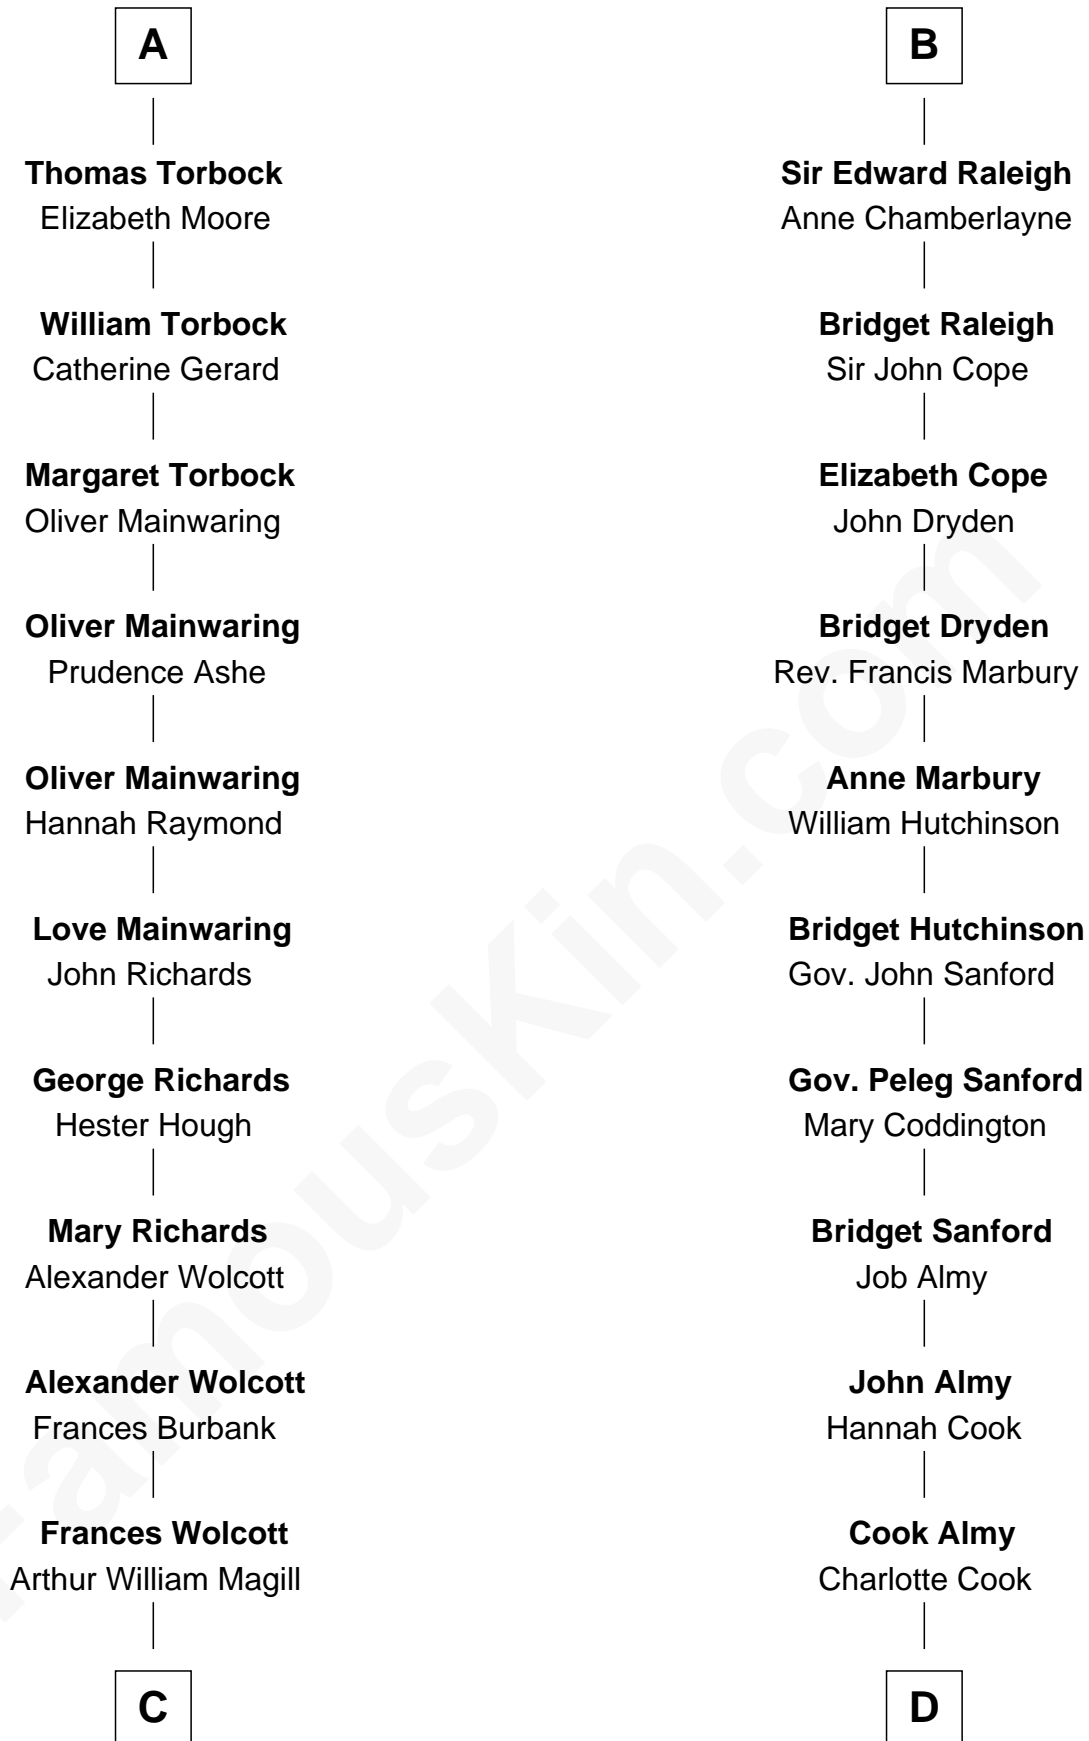 A
Thomas Torbock
Elizabeth Moore
William Torbock
Catherine Gerard
Margaret Torbock
Oliver Mainwaring
Oliver Mainwaring
Prudence Ashe
Oliver Mainwaring
Hannah Raymond
Love Mainwaring
John Richards
George Richards
Hester Hough
Mary Richards
Alexander Wolcott
Alexander Wolcott
Frances Burbank
Frances Wolcott
Arthur William Magill
C
B
Sir Edward Raleigh
Anne Chamberlayne
Bridget Raleigh
Sir John Cope
Elizabeth Cope
John Dryden
Bridget Dryden
Rev. Francis Marbury
Anne Marbury
William Hutchinson
Bridget Hutchinson
Gov. John Sanford
Gov. Peleg Sanford
Mary Coddington
Bridget Sanford
Job Almy
John Almy
Hannah Cook
Cook Almy
Charlotte Cook
D
FamousKin.com